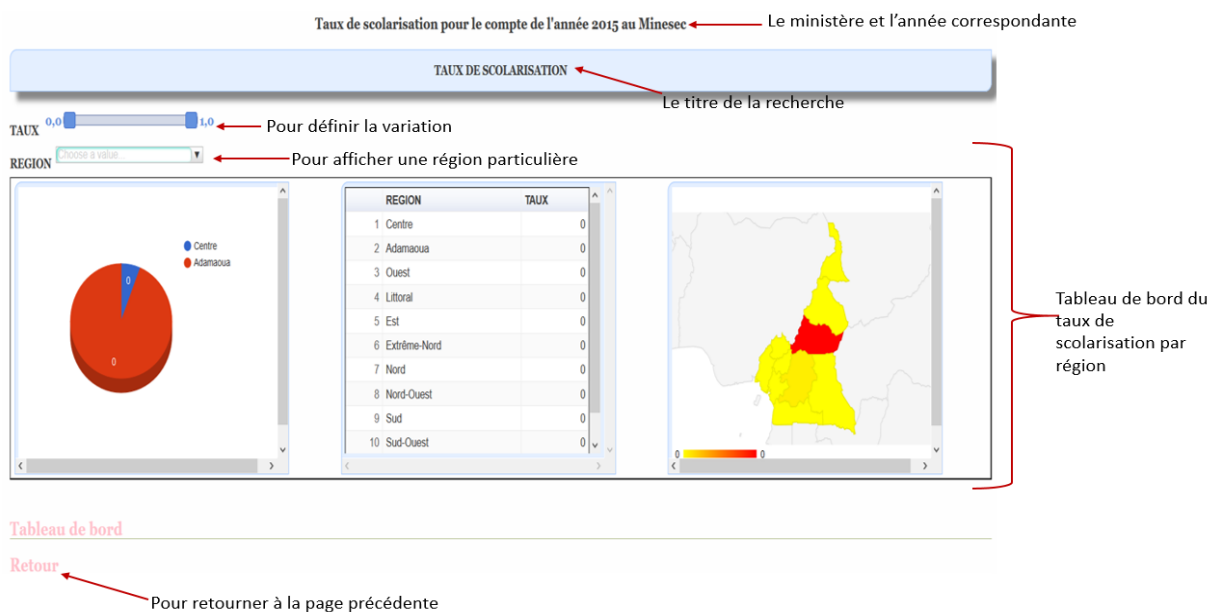 Taux de scolarisation pour le compte de l'année 2015 au Minesec
Le ministère et l’année correspondante
TAUX DE SCOLARISATION
Le titre de la recherche
TAUX 0,0 1,0
Pour définir la variation
REGION Choose a value...
Pour afficher une région particulière
Centre
Adamaoua
0
0
REGION TAUX
1 Centre 0
2 Adamaoua 0
3 Ouest 0
4 Littoral 0
5 Est 0
6 Extrême-Nord 0
7 Nord 0
8 Nord-Ouest 0
9 Sud 0
10 Sud-Ouest 0
0 0
Tableau de bord du
taux de
scolarisation par
région
Tableau de bord
Retour
Pour retourner à la page précédente